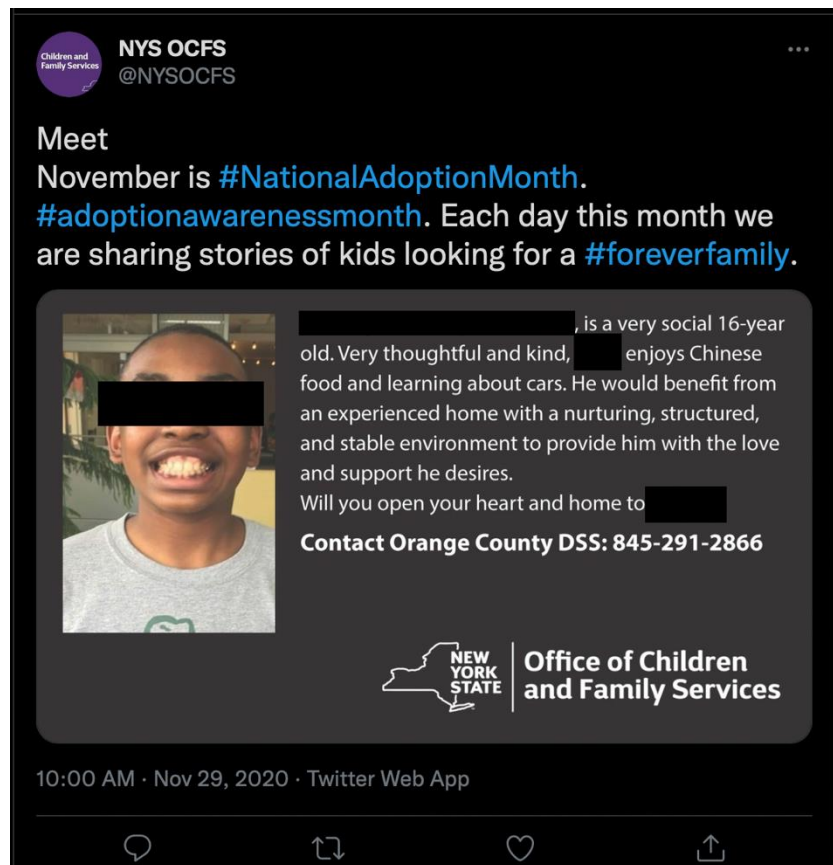 Children and
Family Services
NYS OCFS
@NYSOCFS
Meet
November is #NationalAdoptionMonth.
#adoptionawarenessmonth. Each day this month we
are sharing stories of kids looking for a #foreverfamily.
, is a very social 16-year
old. Very thoughtful and kind, enjoys Chinese
food and learning about cars. He would benefit from
an experienced home with a nurturing, structured,
and stable environment to provide him with the love
and support he desires.
Will you open your heart and home to
Contact Orange County DSS: 845-291-2866
NEW
YORK
STATE
Office of Children
and Family Services
10:00 AM · Nov 29, 2020 · Twitter Web App